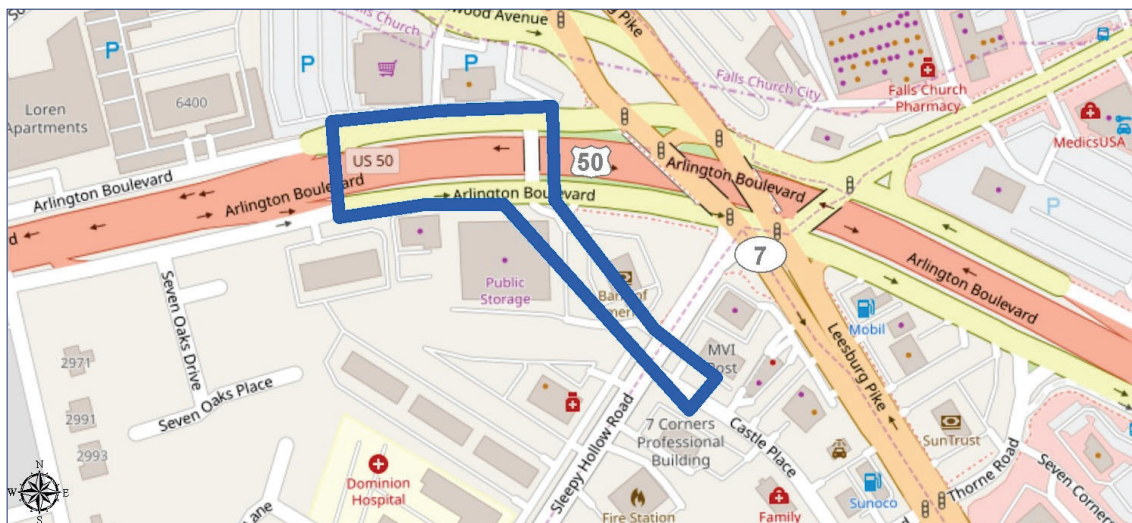 Falls Church
wood Avenue
burg Pike
Falls Church City
P
P
P
Loren
Apartments
6400
Falls Church
Pharmacy
MedicsUSA
US 50
50
Arlington Boulevard
Arlington Boulevard
Arlington Boulevard
Arlington Boulevard
Arlington Boulevard
P
Public
Storage
7
Bank of
Mobil
Seven Oaks Drive
2971
MVI
Post
Leesburg Pike
Seven Oaks Place
2991
2993
7 Corners
Professional
Building
Castle Place
Sleepy Hollow Road
SunTrust
Thorne Road
Seven Corners
Dominion
Hospital
Fire Station
Family
Sunoco
Lane
N
W
E
S